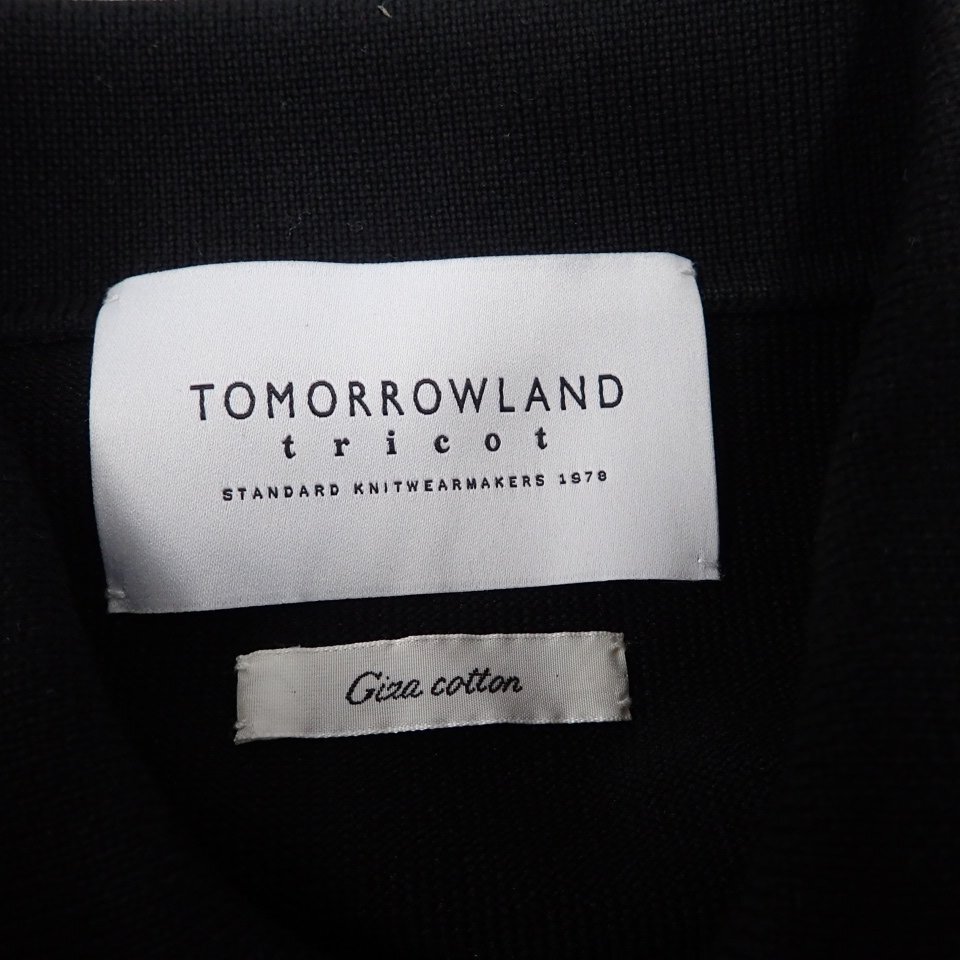 TOMORROWLAND
tricot
STANDARD KNITWEARMAKERS 1978
Giza cotton